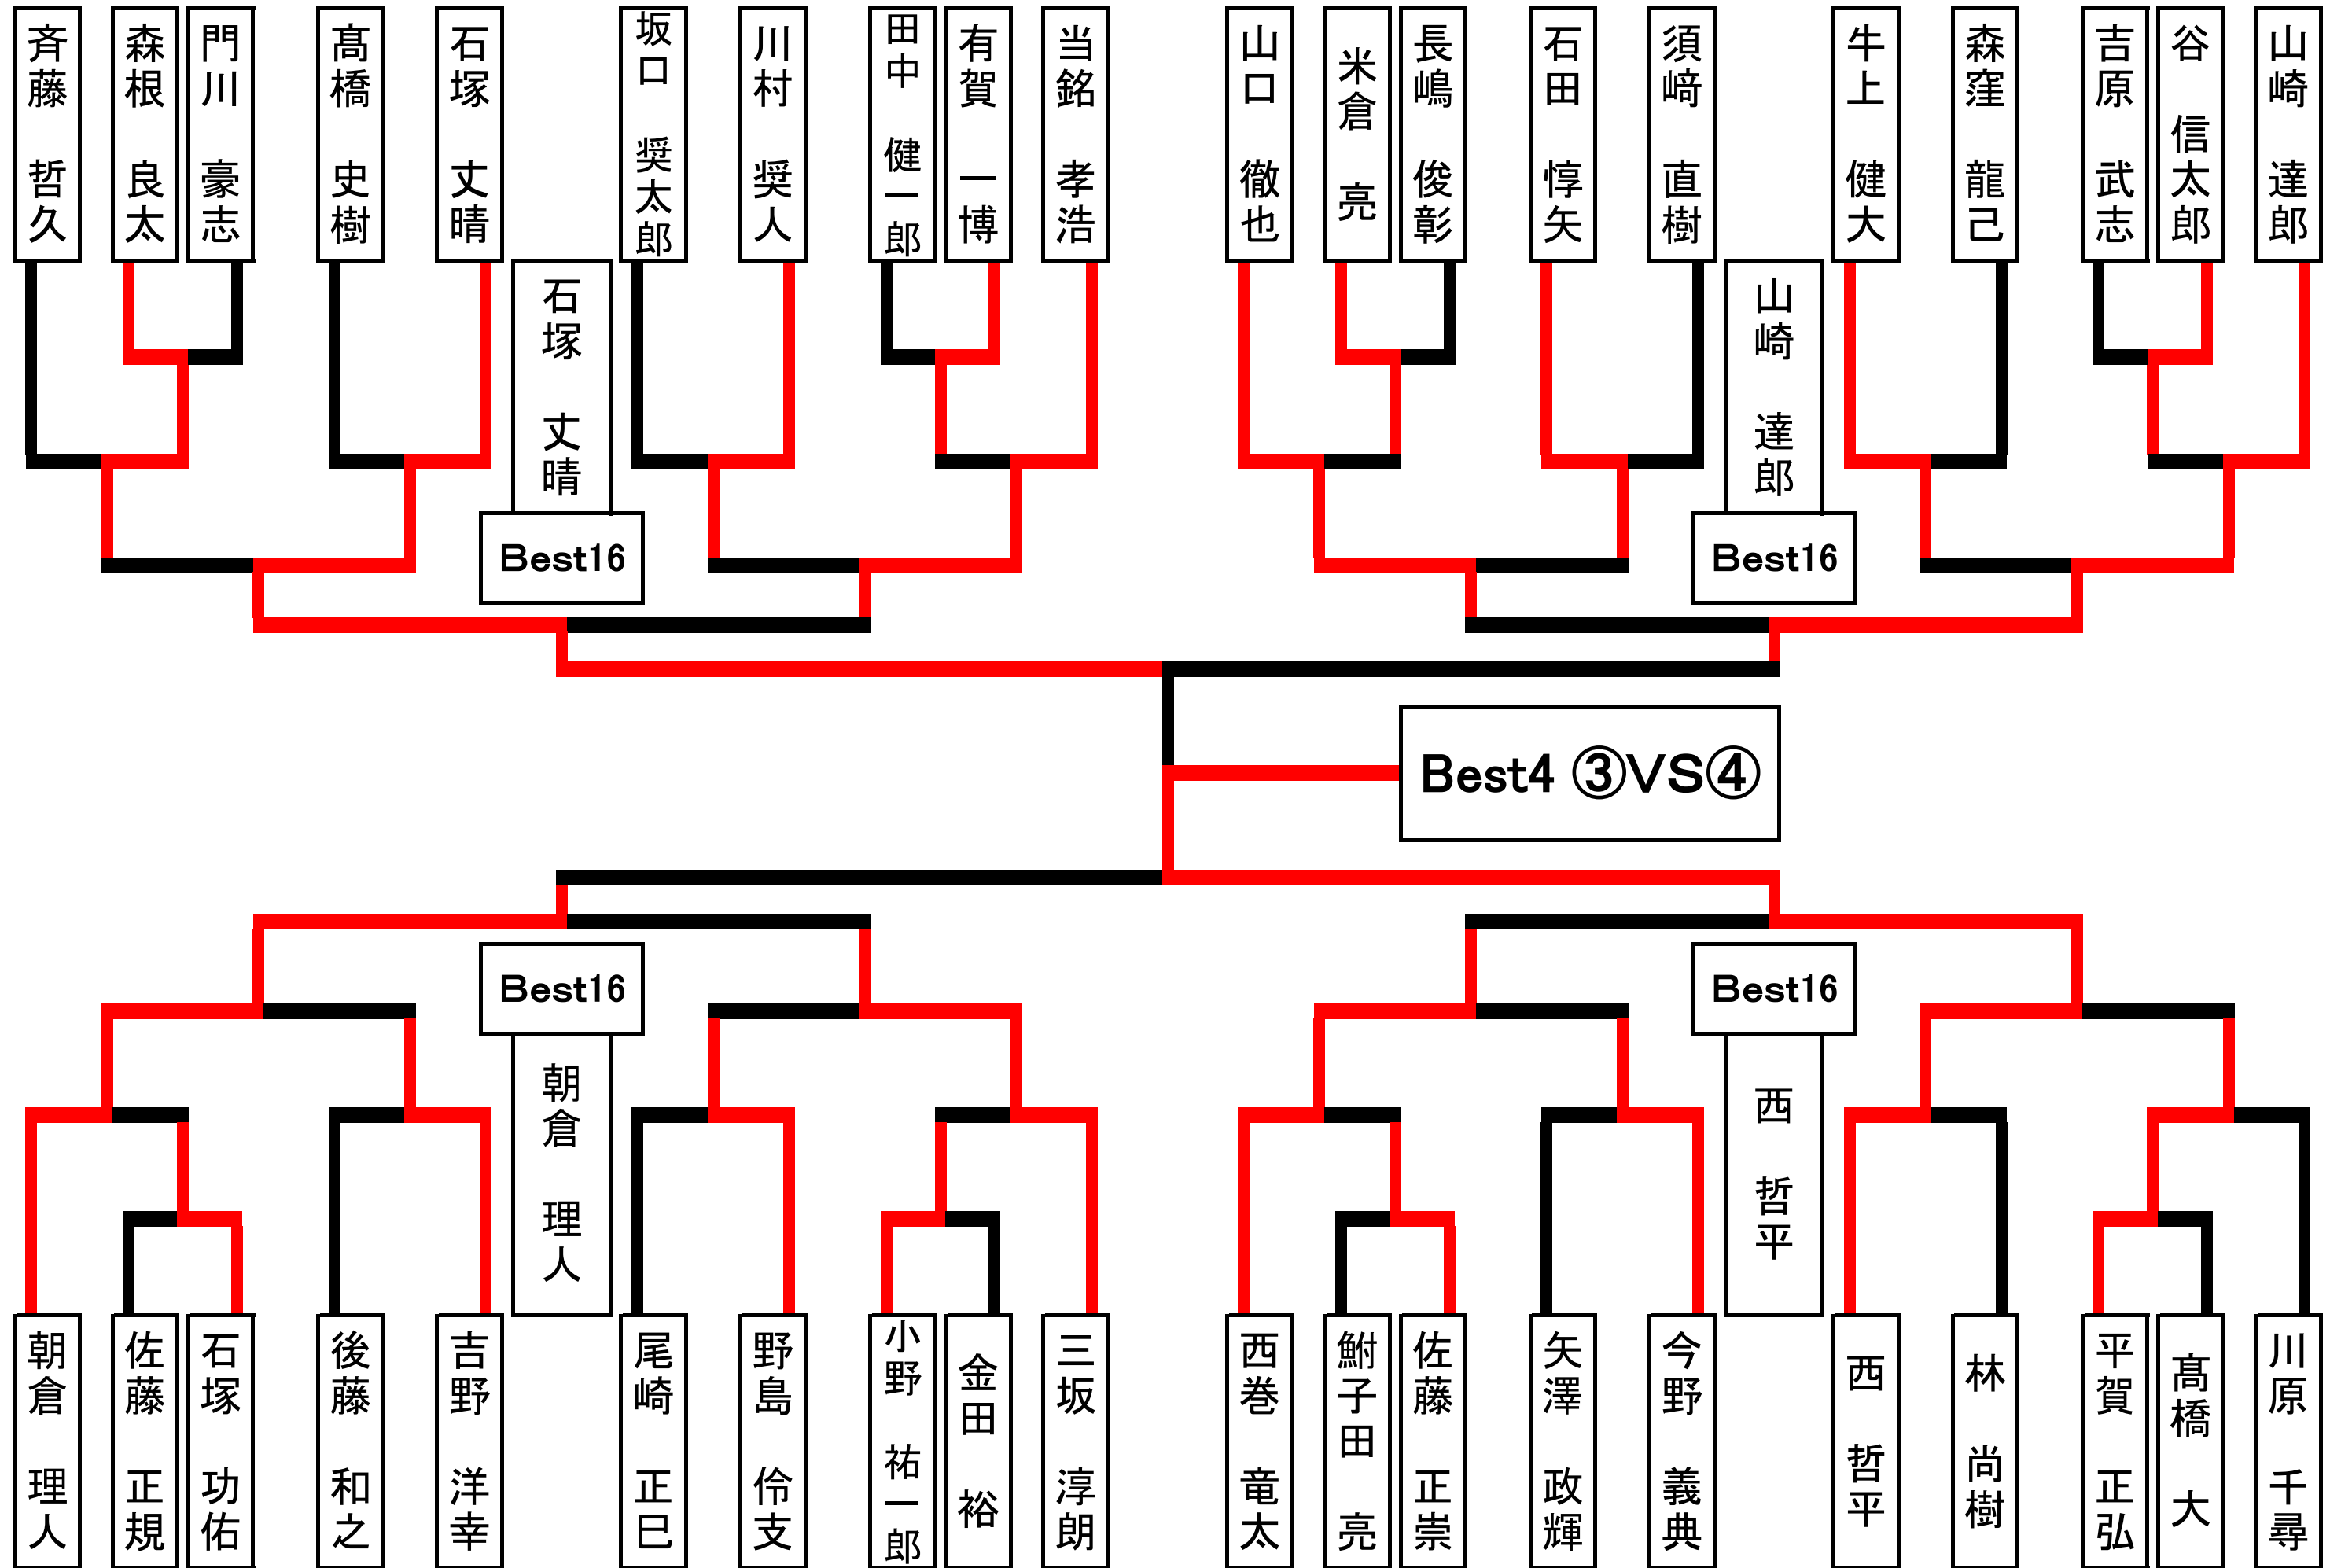 斉藤 哲久
森根 良太
門川 豪志
髙橋 史樹
石塚 丈晴
坂口 奨太郎
川村 奨人
田中 健一郎
有賀 一博
当銘 孝浩
山口 徹也
米倉 亮
長嶋 俊彰
石田 惇矢
須﨑 直樹
牛上 健大
森窪 龍己
吉原 武志
谷 信太郎
山崎 達郎
石塚 丈晴
Best16
山崎 達郎
Best16
Best4 ③VS④
Best16
朝倉 理人
Best16
西 哲平
朝倉 理人
佐藤 正規
石塚 功佑
後藤 和之
吉野 洋幸
尾崎 正巳
野島 伶支
小野 祐一郎
金田 裕
三坂 淳朗
西巻 竜太
鮒子田 亮
佐藤 正崇
矢澤 政輝
今野 義典
西 哲平
林 尚樹
平賀 正弘
髙橋 大
川原 千尋